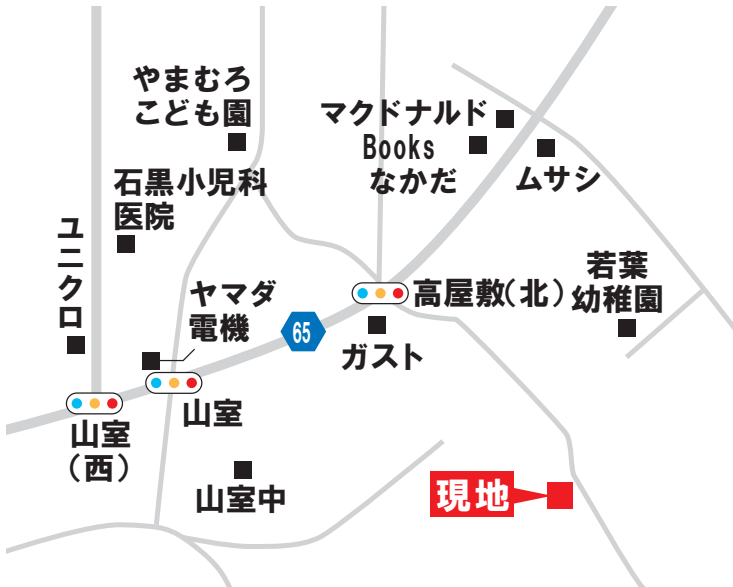 やまむろ
こども園
マクドナルド
Books
なかだ
ムサシ
石黒小児科
医院
ユニクロ
ヤマダ
電機
65
高屋敷(北)
若葉
幼稚園
ガスト
山室
山室
(西)
山室中
現地